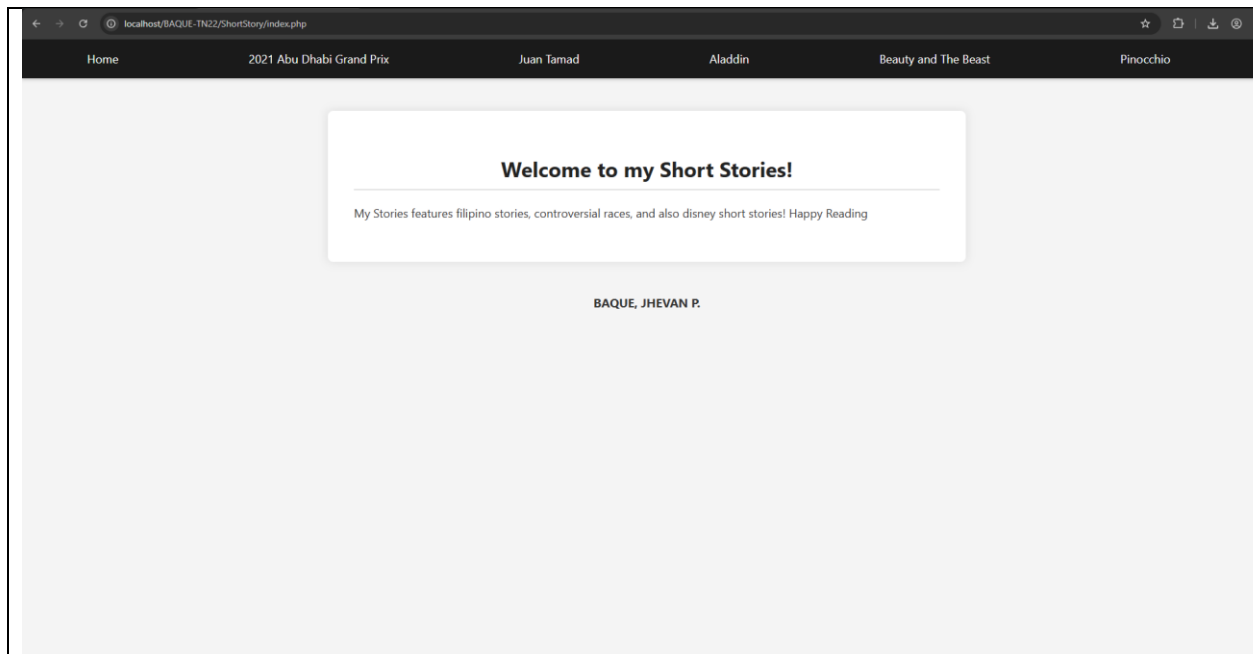 localhost/BAQUE-TN22/ShortStory/index.php
Home 2021 Abu Dhabi Grand Prix Juan Tamad Aladdin Beauty and The Beast Pinocchio
Welcome to my Short Stories!
My Stories features filipino stories, controversial races, and also disney short stories! Happy Reading
BAQUE, JHEVAN P.